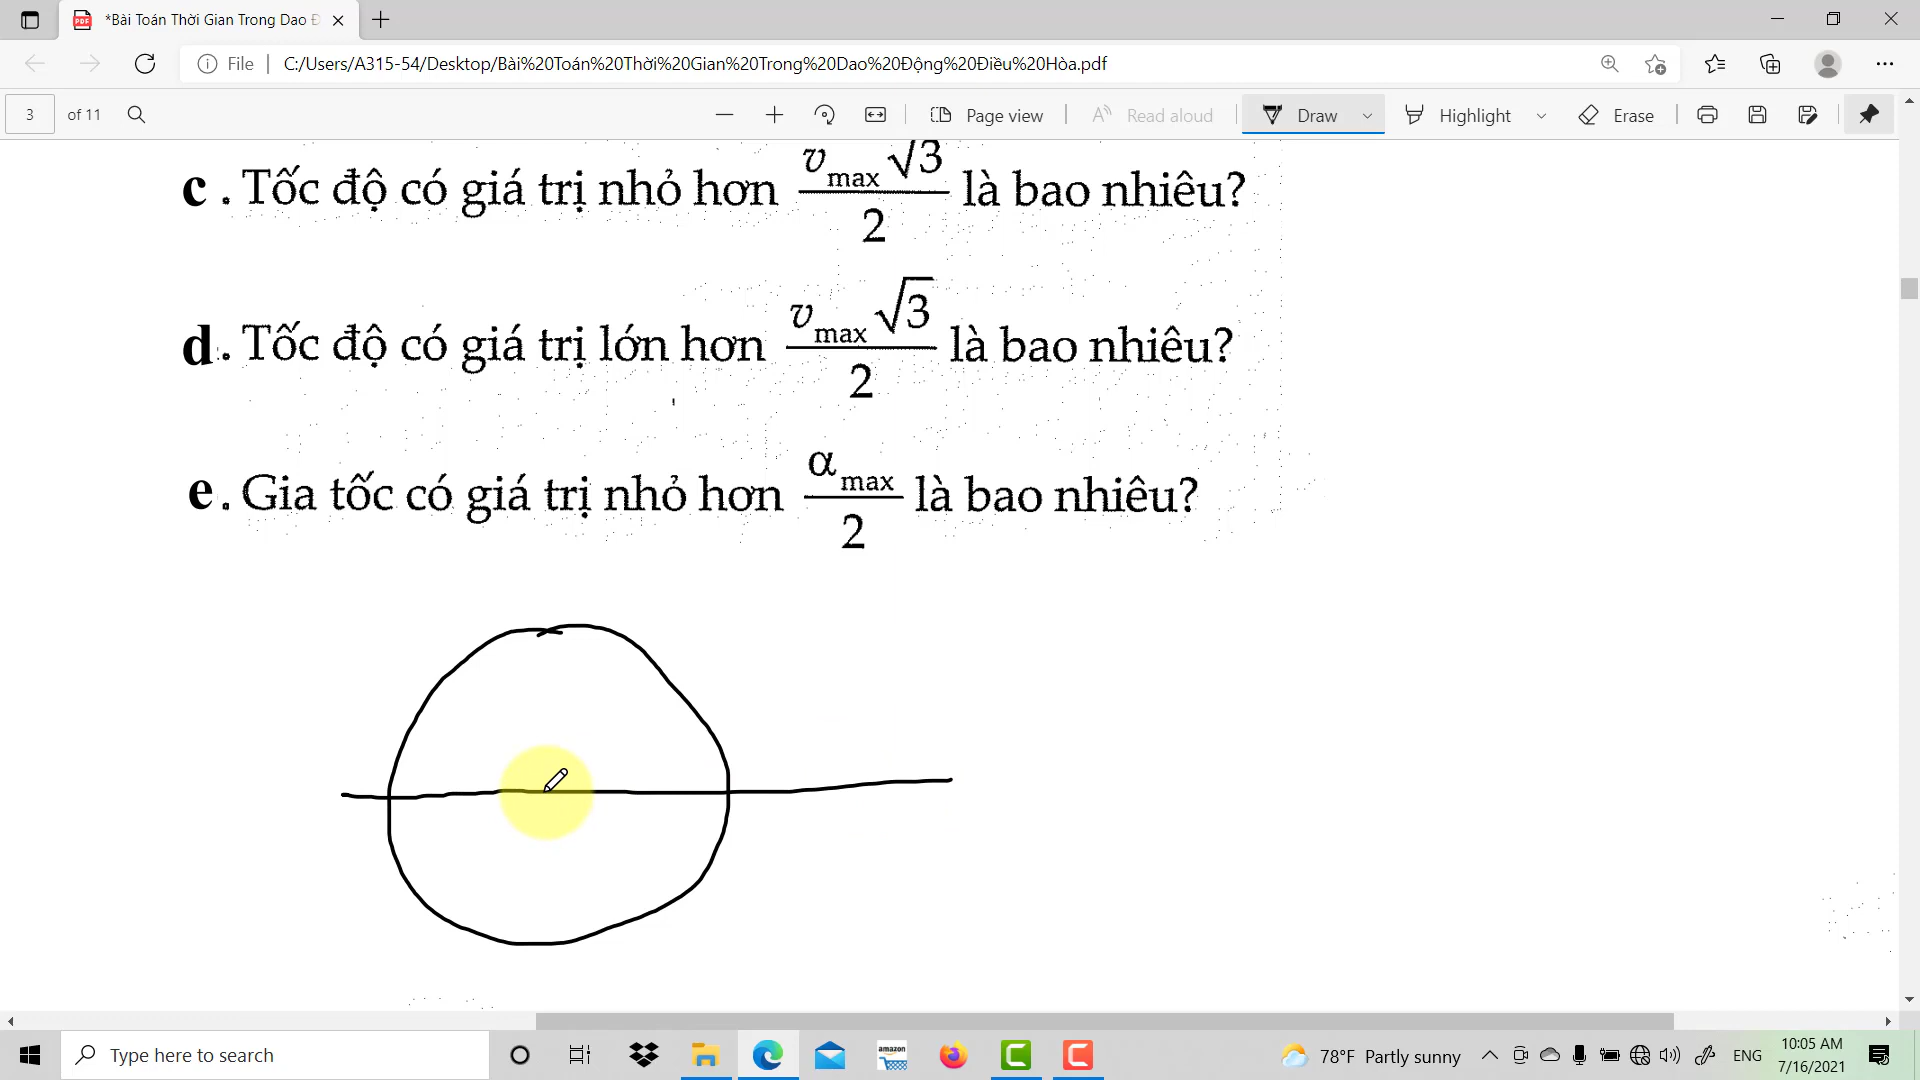 *Bài Toán Thời Gian Trong Dao Đ
File
C:/Users/A315-54/Desktop/Bài%20Toán%20Thời%20Gian%20Trong%20Dao%20Động%20Điều%20Hòa.pdf
3 of 11
Page view
Read aloud
Draw
Highlight
Erase
c. Tốc độ có giá trị nhỏ hơn v_max √3 / 2 là bao nhiêu?
d. Tốc độ có giá trị lớn hơn v_max √3 / 2 là bao nhiêu?
e. Gia tốc có giá trị nhỏ hơn α_max / 2 là bao nhiêu?
Type here to search
amazon
78°F Partly sunny
ENG
10:05 AM
7/16/2021